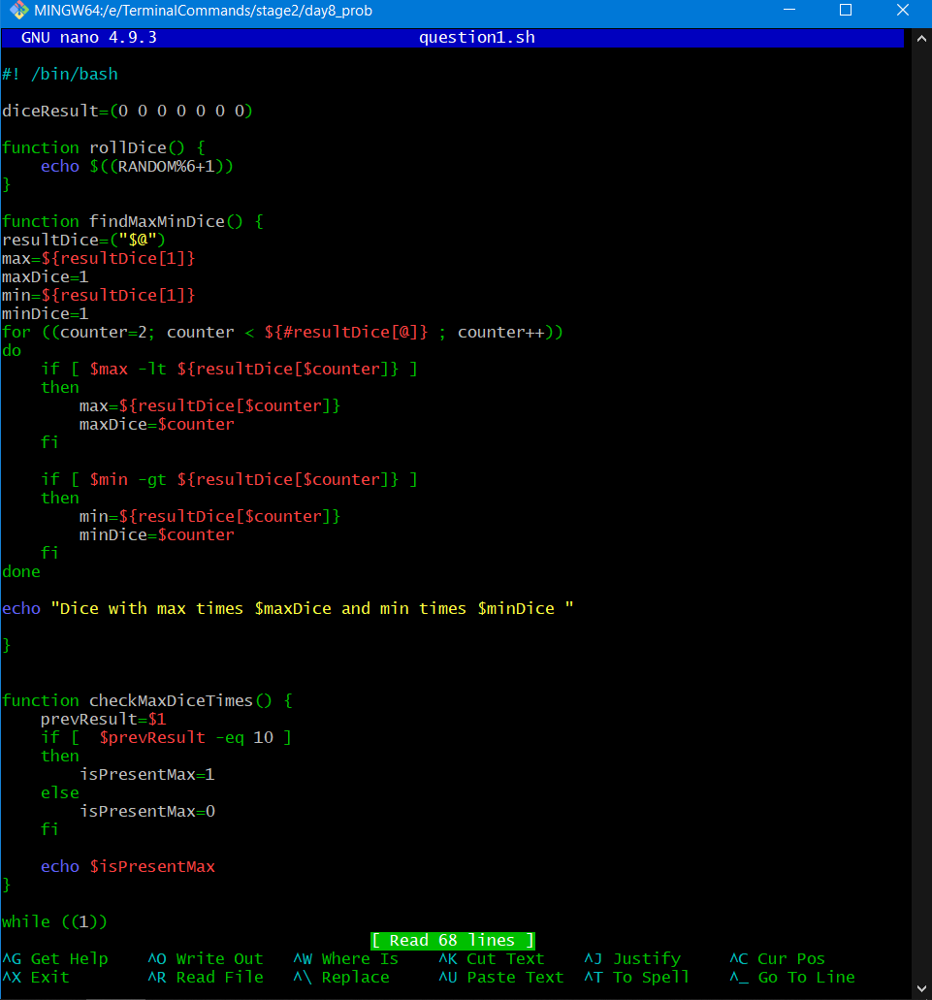 MINGW64:/e/TerminalCommands/stage2/day8_prob
GNU nano 4.9.3 question1.sh
#! /bin/bash
diceResult=(0 0 0 0 0 0 0)
function rollDice() {
    echo $((RANDOM%6+1))
}
function findMaxMinDice() {
resultDice=("$@")
max=${resultDice[1]}
maxDice=1
min=${resultDice[1]}
minDice=1
for ((counter=2; counter < ${#resultDice[@]} ; counter++))
do
    if [ $max -lt ${resultDice[$counter]} ]
    then
        max=${resultDice[$counter]}
        maxDice=$counter
    fi
    if [ $min -gt ${resultDice[$counter]} ]
    then
        min=${resultDice[$counter]}
        minDice=$counter
    fi
done
echo "Dice with max times $maxDice and min times $minDice "
}
function checkMaxDiceTimes() {
    prevResult=$1
    if [  $prevResult -eq 10 ]
    then
        isPresentMax=1
    else
        isPresentMax=0
    fi
    echo $isPresentMax
}
while ((1))
[ Read 68 lines ]
^G Get Help ^O Write Out ^W Where Is ^K Cut Text ^J Justify ^C Cur Pos
^X Exit ^R Read File ^\ Replace ^U Paste Text ^T To Spell ^_ Go To Line